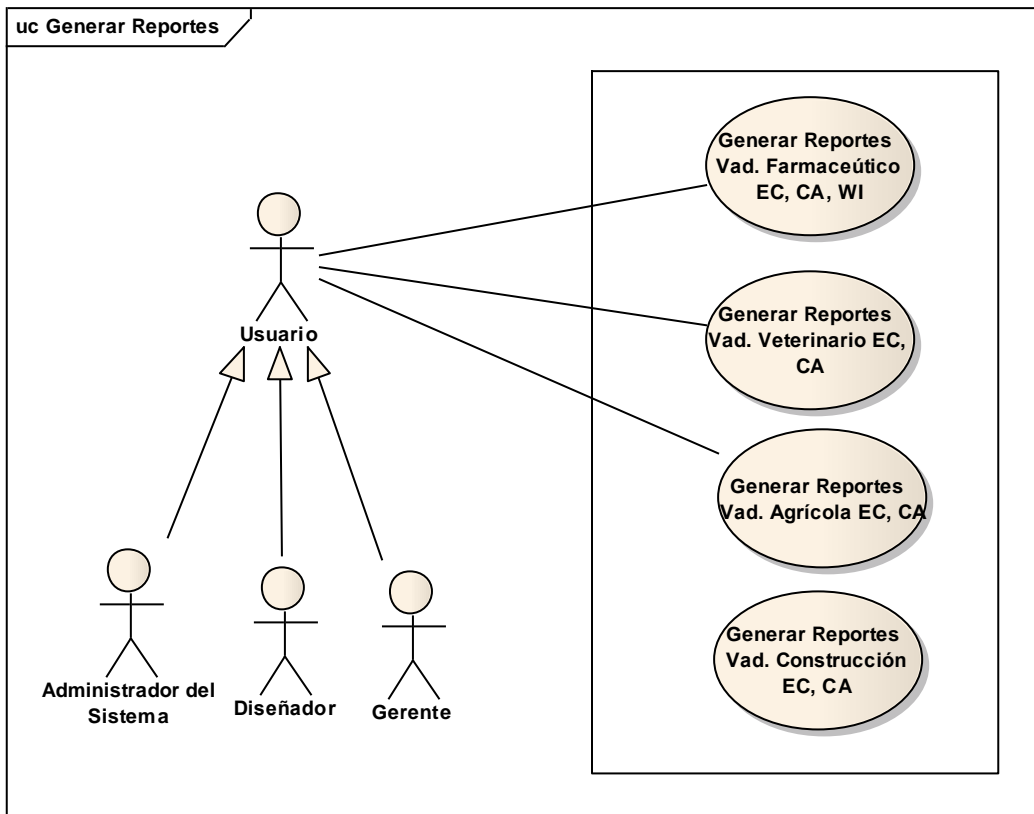 uc Generar Reportes
Generar Reportes
Vad. Farmaceútico
EC, CA, WI
Usuario
Generar Reportes
Vad. Veterinario EC,
CA
Generar Reportes
Vad. Agrícola EC, CA
Generar Reportes
Vad. Construcción
EC, CA
Administrador del
Sistema
Diseñador
Gerente